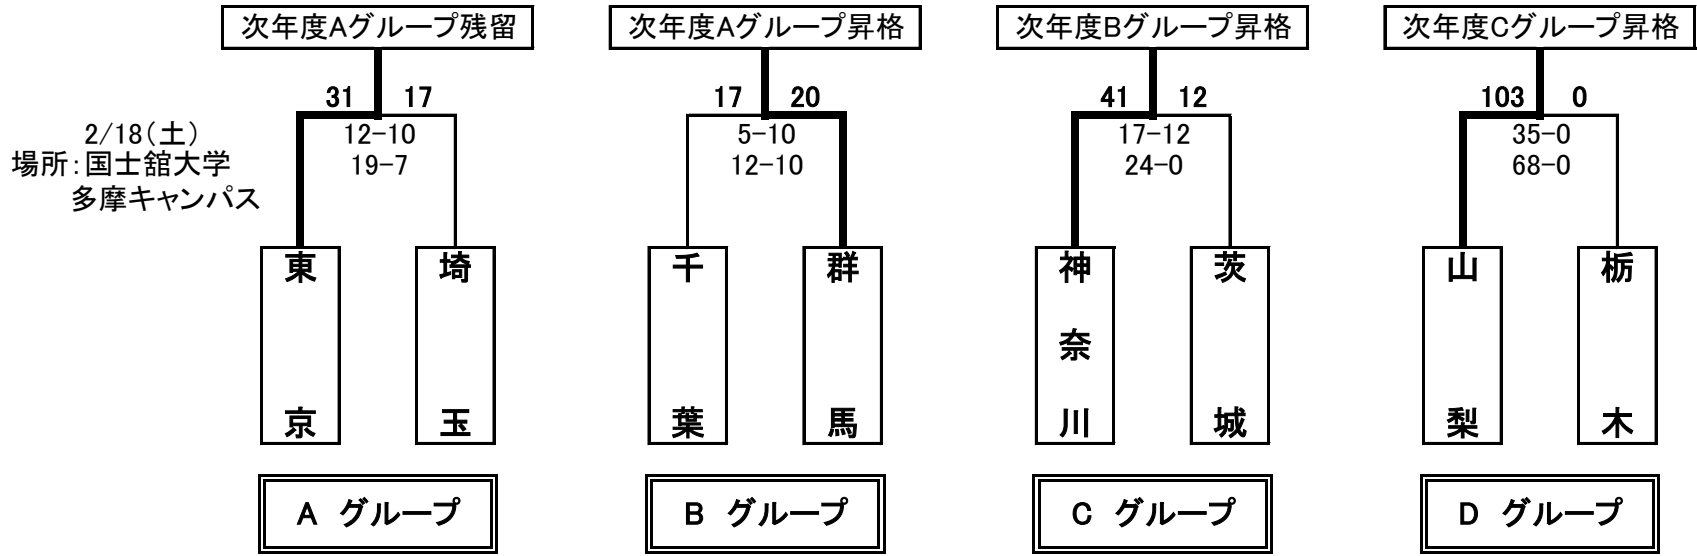 次年度Aグループ残留
次年度Aグループ昇格
次年度Bグループ昇格
次年度Cグループ昇格
31 17
17 20
41 12
103 0
2/18(土)
場所:国士舘大学
多摩キャンパス
12-10
19-7
5-10
12-10
17-12
24-0
35-0
68-0
東京
埼玉
千葉
群馬
神奈川
茨城
山梨
栃木
A グループ
B グループ
C グループ
D グループ